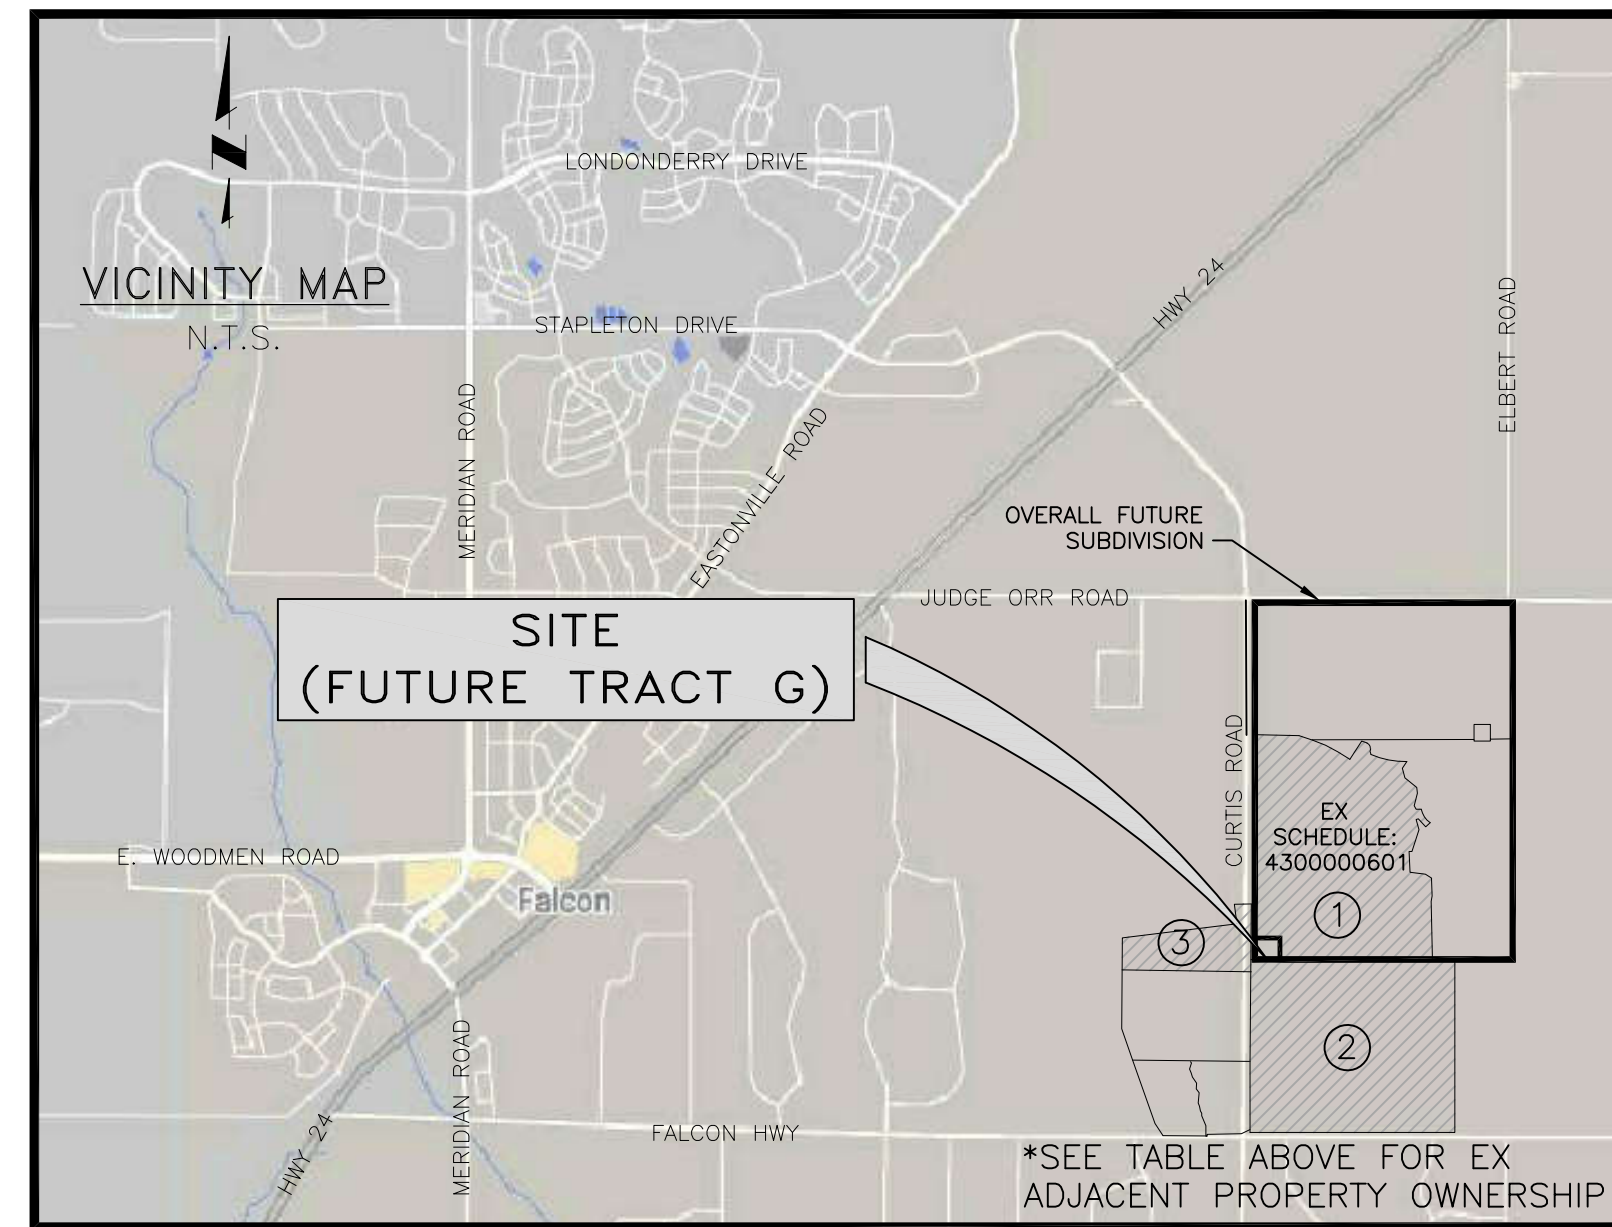 LONDONDERRY DRIVE
VICINITY MAP
N.T.S.
STAPLETON DRIVE
HWY 24
ELBERT ROAD
MERIDIAN ROAD
EASTONVILLE ROAD
OVERALL FUTURE
SUBDIVISION
JUDGE ORR ROAD
SITE
(FUTURE TRACT G)
CURTIS ROAD
EX
SCHEDULE:
4300000601
E. WOODMEN ROAD
Falcon
1
3
2
MERIDIAN ROAD
HWY 24
FALCON HWY
*SEE TABLE ABOVE FOR EX
ADJACENT PROPERTY OWNERSHIP
N